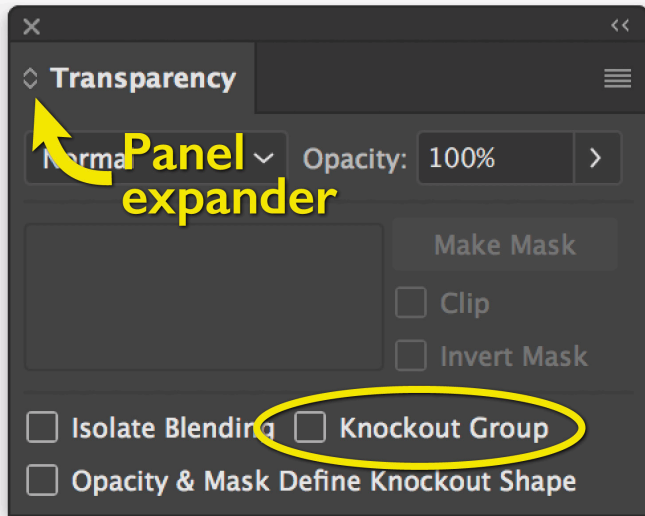 Transparency
Normal
Panel
expander
Opacity: 100%
Make Mask
Clip
Invert Mask
Isolate Blending
Knockout Group
Opacity & Mask Define Knockout Shape